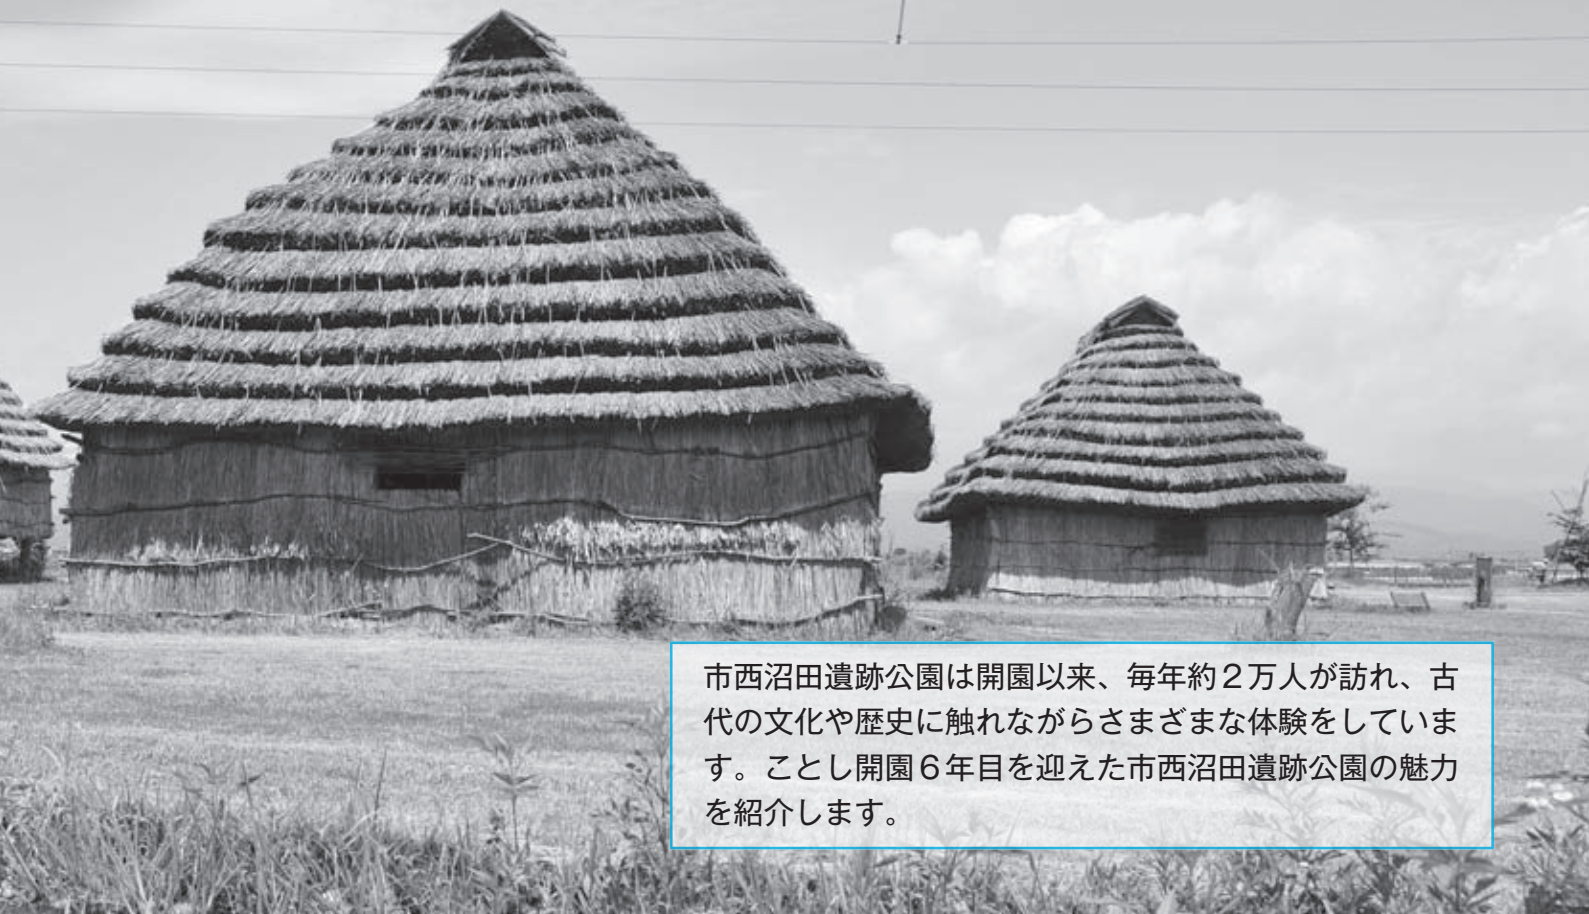 市西沼田遺跡公園は開園以来、毎年約２万人が訪れ、古
代の文化や歴史に触れながらさまざまな体験をしていま
す。ことし開園６年目を迎えた市西沼田遺跡公園の魅力
を紹介します。